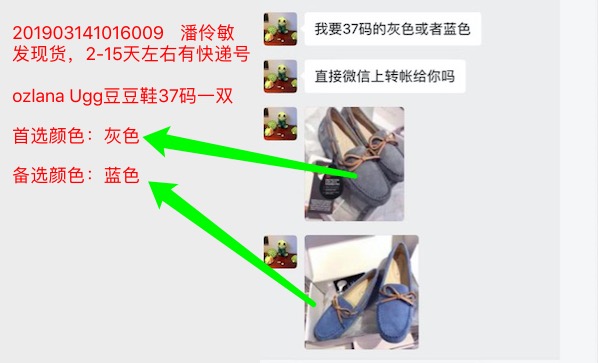 201903141016009 潘伶敏
发现货，2-15天左右有快递号
ozlana Ugg豆豆鞋37码一双
首选颜色：灰色
备选颜色：蓝色
我要37码的灰色或者蓝色
直接微信上转帐给你吗